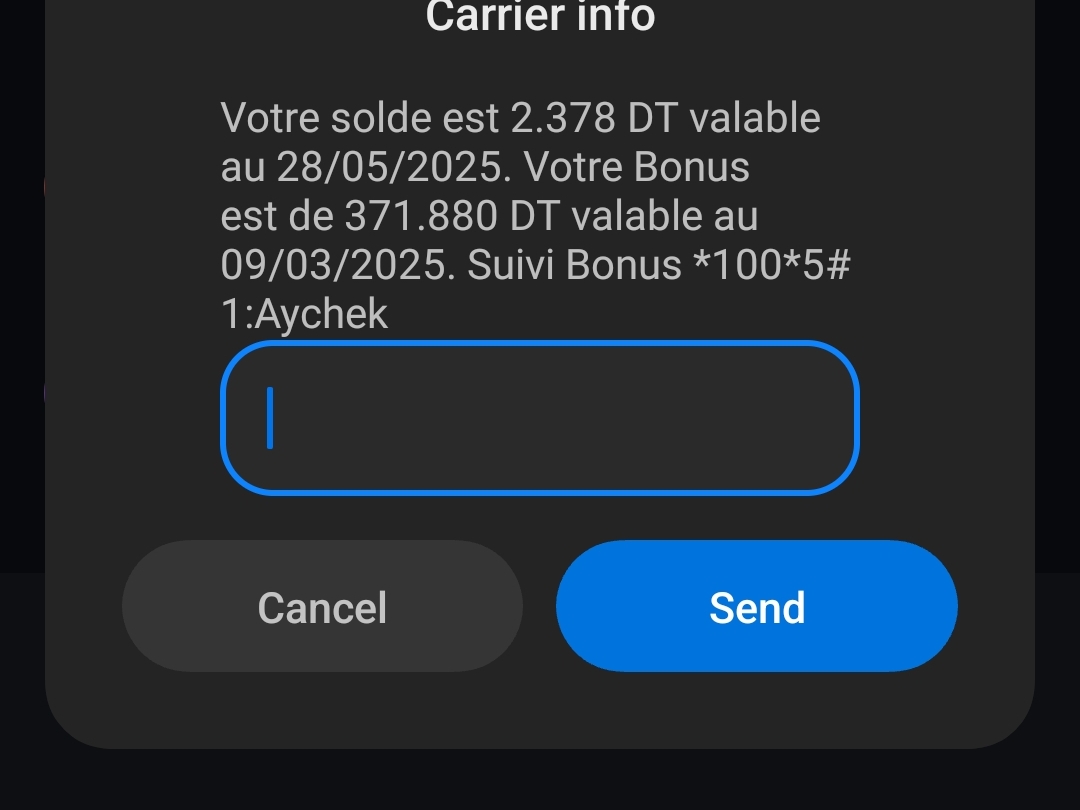 Carrier info
Votre solde est 2.378 DT valable
au 28/05/2025. Votre Bonus
est de 371.880 DT valable au
09/03/2025. Suivi Bonus *100*5#
1:Aychek
Cancel
Send